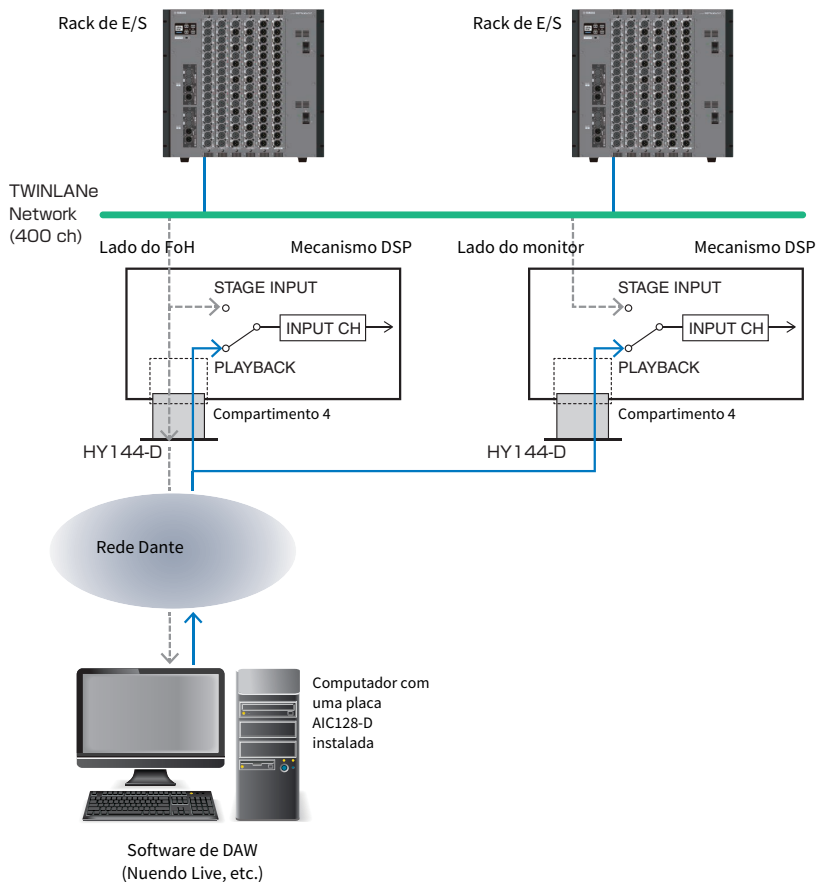 Rack de E/S
Rack de E/S
TWINLANe
Network
(400 ch)
Lado do FoH
Mecanismo DSP
Lado do monitor
Mecanismo DSP
STAGE INPUT
INPUT CH
PLAYBACK
Compartimento 4
HY144-D
STAGE INPUT
INPUT CH
PLAYBACK
Compartimento 4
HY144-D
Rede Dante
Computador com
uma placa
AIC128-D
instalada
Software de DAW
(Nuendo Live, etc.)